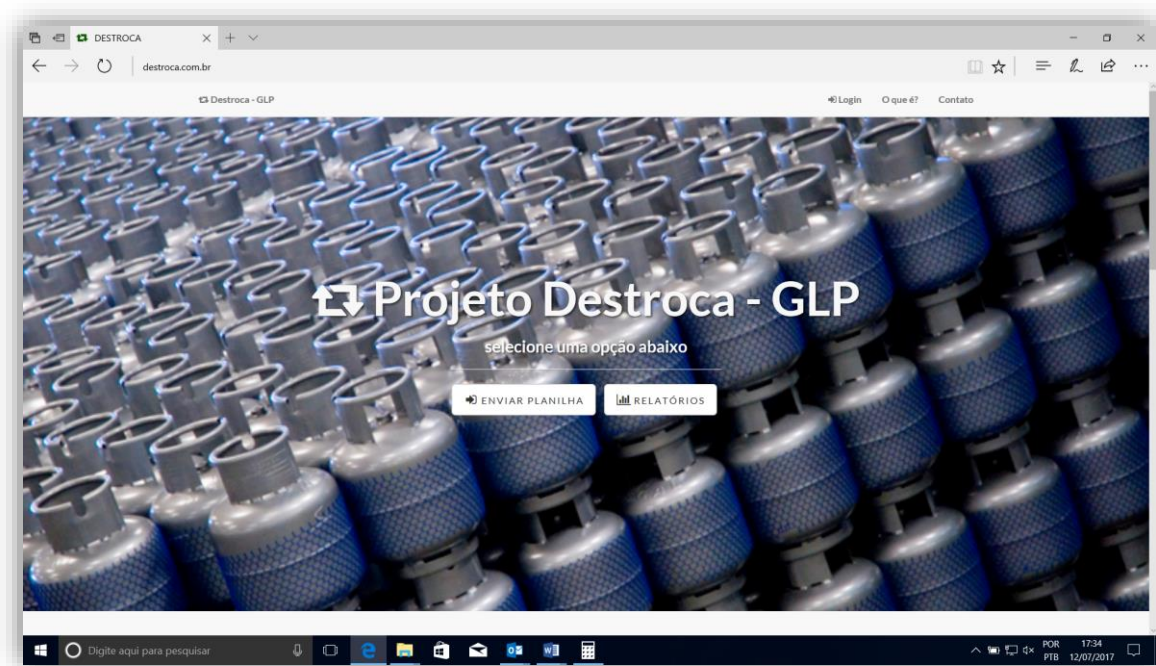 DESTROCA
destroca.com.br
Destroca - GLP
Login O que é? Contato
Projeto Destroca - GLP
selecione uma opção abaixo
ENVIAR PLANILHA RELATÓRIOS
Digite aqui para pesquisar
POR 17:34
PTB 12/07/2017